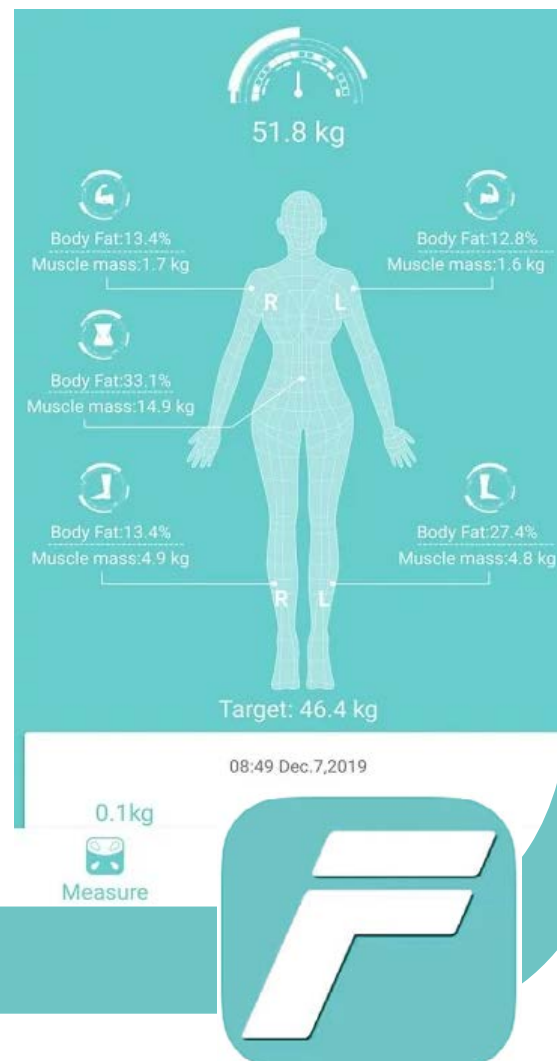 51.8 kg
Body Fat:13.4%
Muscle mass:1.7 kg
Body Fat:12.8%
Muscle mass:1.6 kg
R
L
Body Fat:33.1%
Muscle mass:14.9 kg
Body Fat:13.4%
Muscle mass:4.9 kg
Body Fat:27.4%
Muscle mass:4.8 kg
R
L
Target: 46.4 kg
08:49 Dec.7,2019
0.1kg
Measure
F